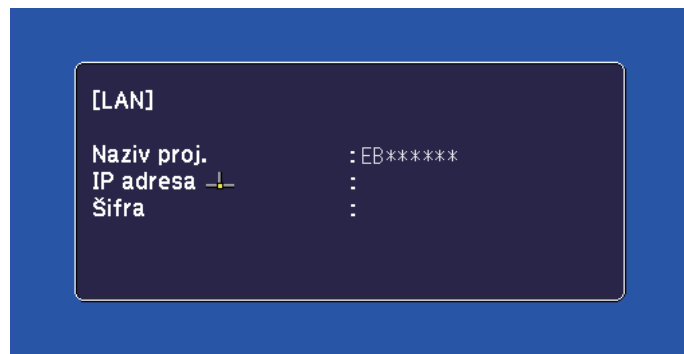 [LAN]
Naziv proj. :EB******
IP adresa :
Šifra :